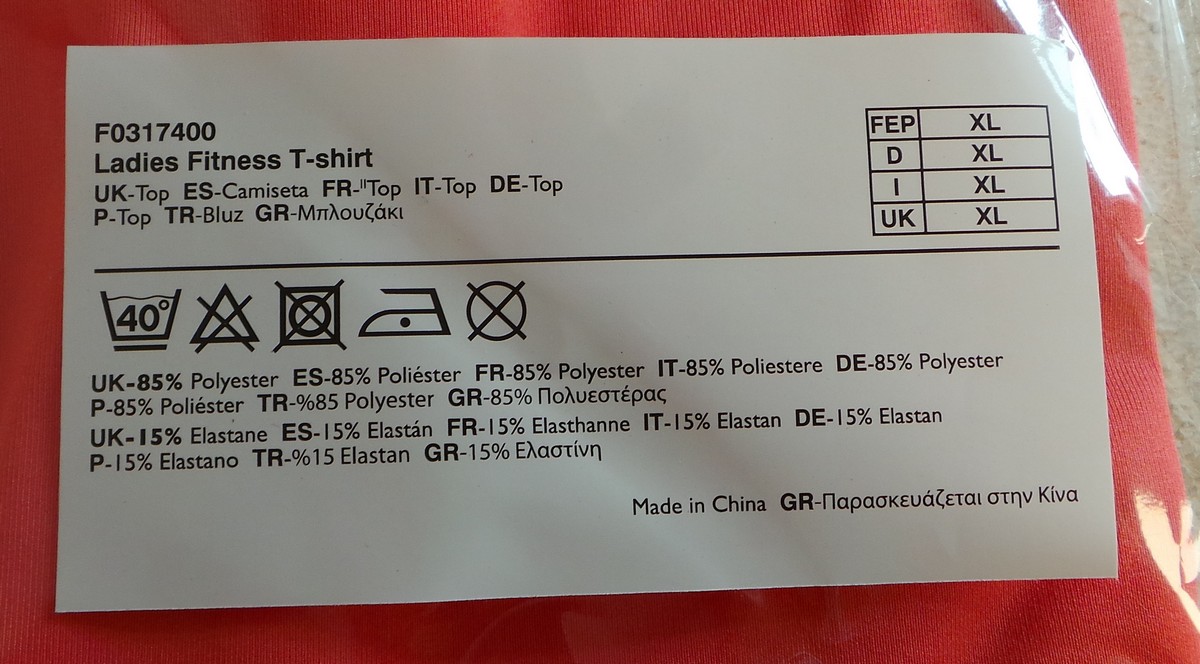 F0317400
Ladies Fitness T-shirt
UK-Top ES-Camiseta FR-"Top IT-Top DE-Top
P-Top TR-Bluz GR-Μπλουζάκι
FEP XL
D XL
I XL
UK XL
40°
UK-85% Polyester ES-85% Poliéster FR-85% Polyester IT-85% Poliestere DE-85% Polyester
P-85% Poliéster TR-%85 Polyester GR-85% Πολυεστέρας
UK-15% Elastane ES-15% Elastán FR-15% Elasthanne IT-15% Elastan DE-15% Elastan
P-15% Elastano TR-%15 Elastan GR-15% Ελαστίνη
Made in China GR-Παρασκευάζεται στην Κίνα